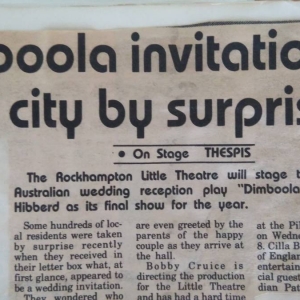 boola invitatio
city by surpris
• On Stage THESPIS
The Rockhampton Little Theatre will stage t
Australian wedding reception play "Dimboola
Hibberd as its final show for the year.
Some hundreds of lo-
cal residents were taken
by surprise recently
when they received in
their letter box what, at
first glance, appeared to
be a wedding invitation.
They wondered who
are even greeted by the
parents of the happy
couple as they arrive at
the hall.
Bobby Cruice is
directing the production
for the Little Theatre
and has had a hard time
at the Pil
on Wedne
8. Cilla B
of Englan
entertain
cial guest
dian Pat